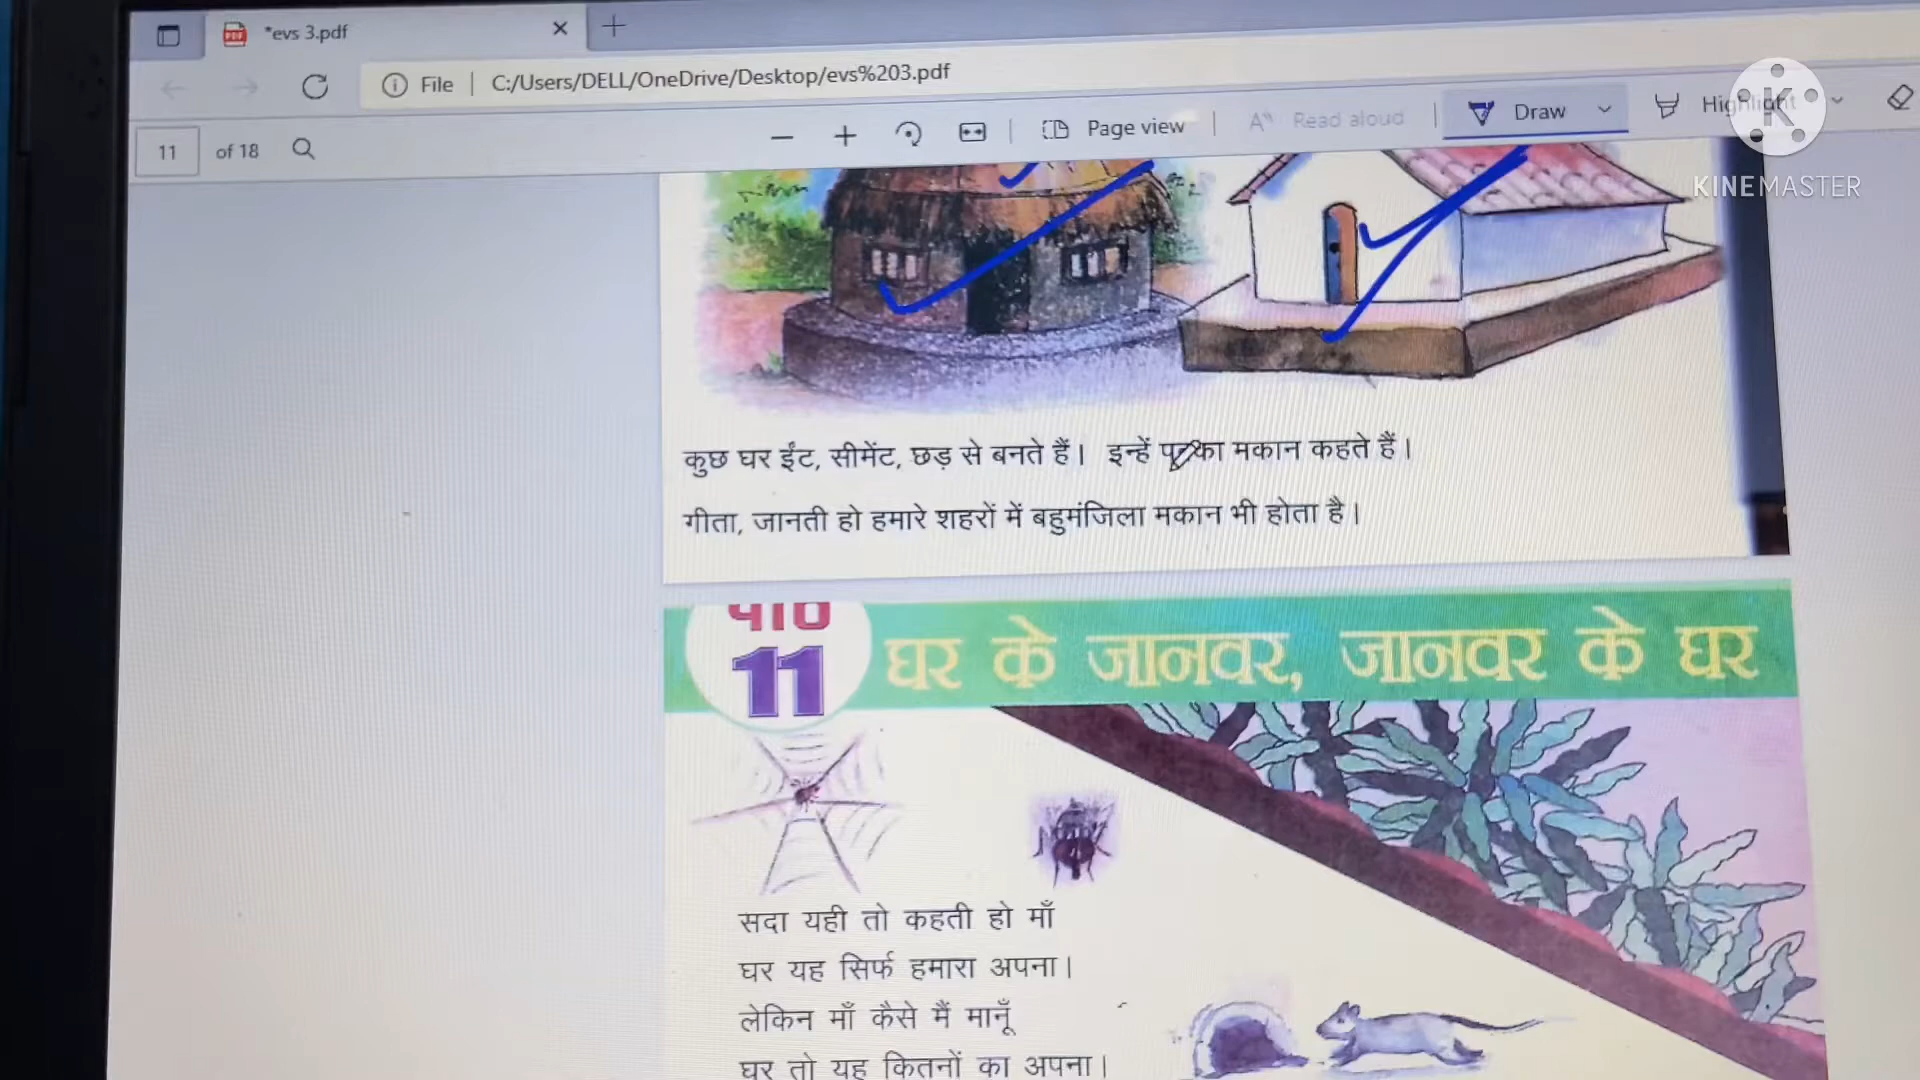 *evs 3.pdf
File C:/Users/DELL/OneDrive/Desktop/evs%203.pdf
11 of 18 Page view Read aloud Draw Highlight
KINEMASTER
कुछ घर ईंट, सीमेंट, छड़ से बनते हैं। इन्हें पक्का मकान कहते हैं।
गीता, जानती हो हमारे शहरों में बहुमंजिला मकान भी होता है।
पाठ
11
घर के जानवर, जानवर के घर
सदा यही तो कहती हो माँ
घर यह सिर्फ हमारा अपना।
लेकिन माँ कैसे मैं मानूँ
घर तो यह कितनों का अपना।